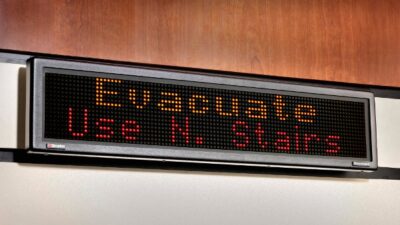 Evacuate
Use N. Stairs